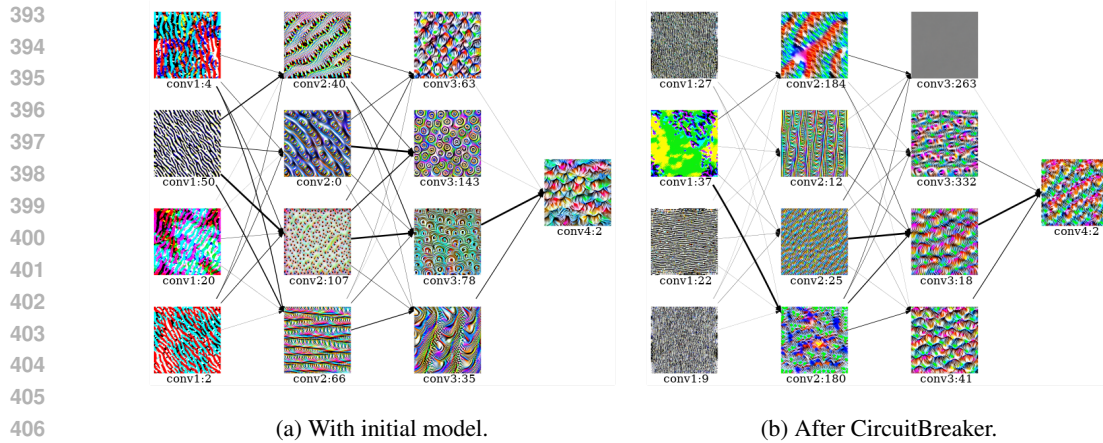 393
394
395
396
397
398
399
400
401
402
403
404
405
406
conv1:4
conv2:40
conv3:63
conv1:50
conv2:0
conv3:143
conv4:2
conv1:20
conv2:107
conv3:78
conv1:2
conv2:66
conv3:35
(a) With initial model.
conv1:27
conv2:184
conv3:263
conv1:37
conv2:12
conv3:332
conv4:2
conv1:22
conv2:25
conv3:18
conv1:9
conv2:180
conv3:41
(b) After CircuitBreaker.